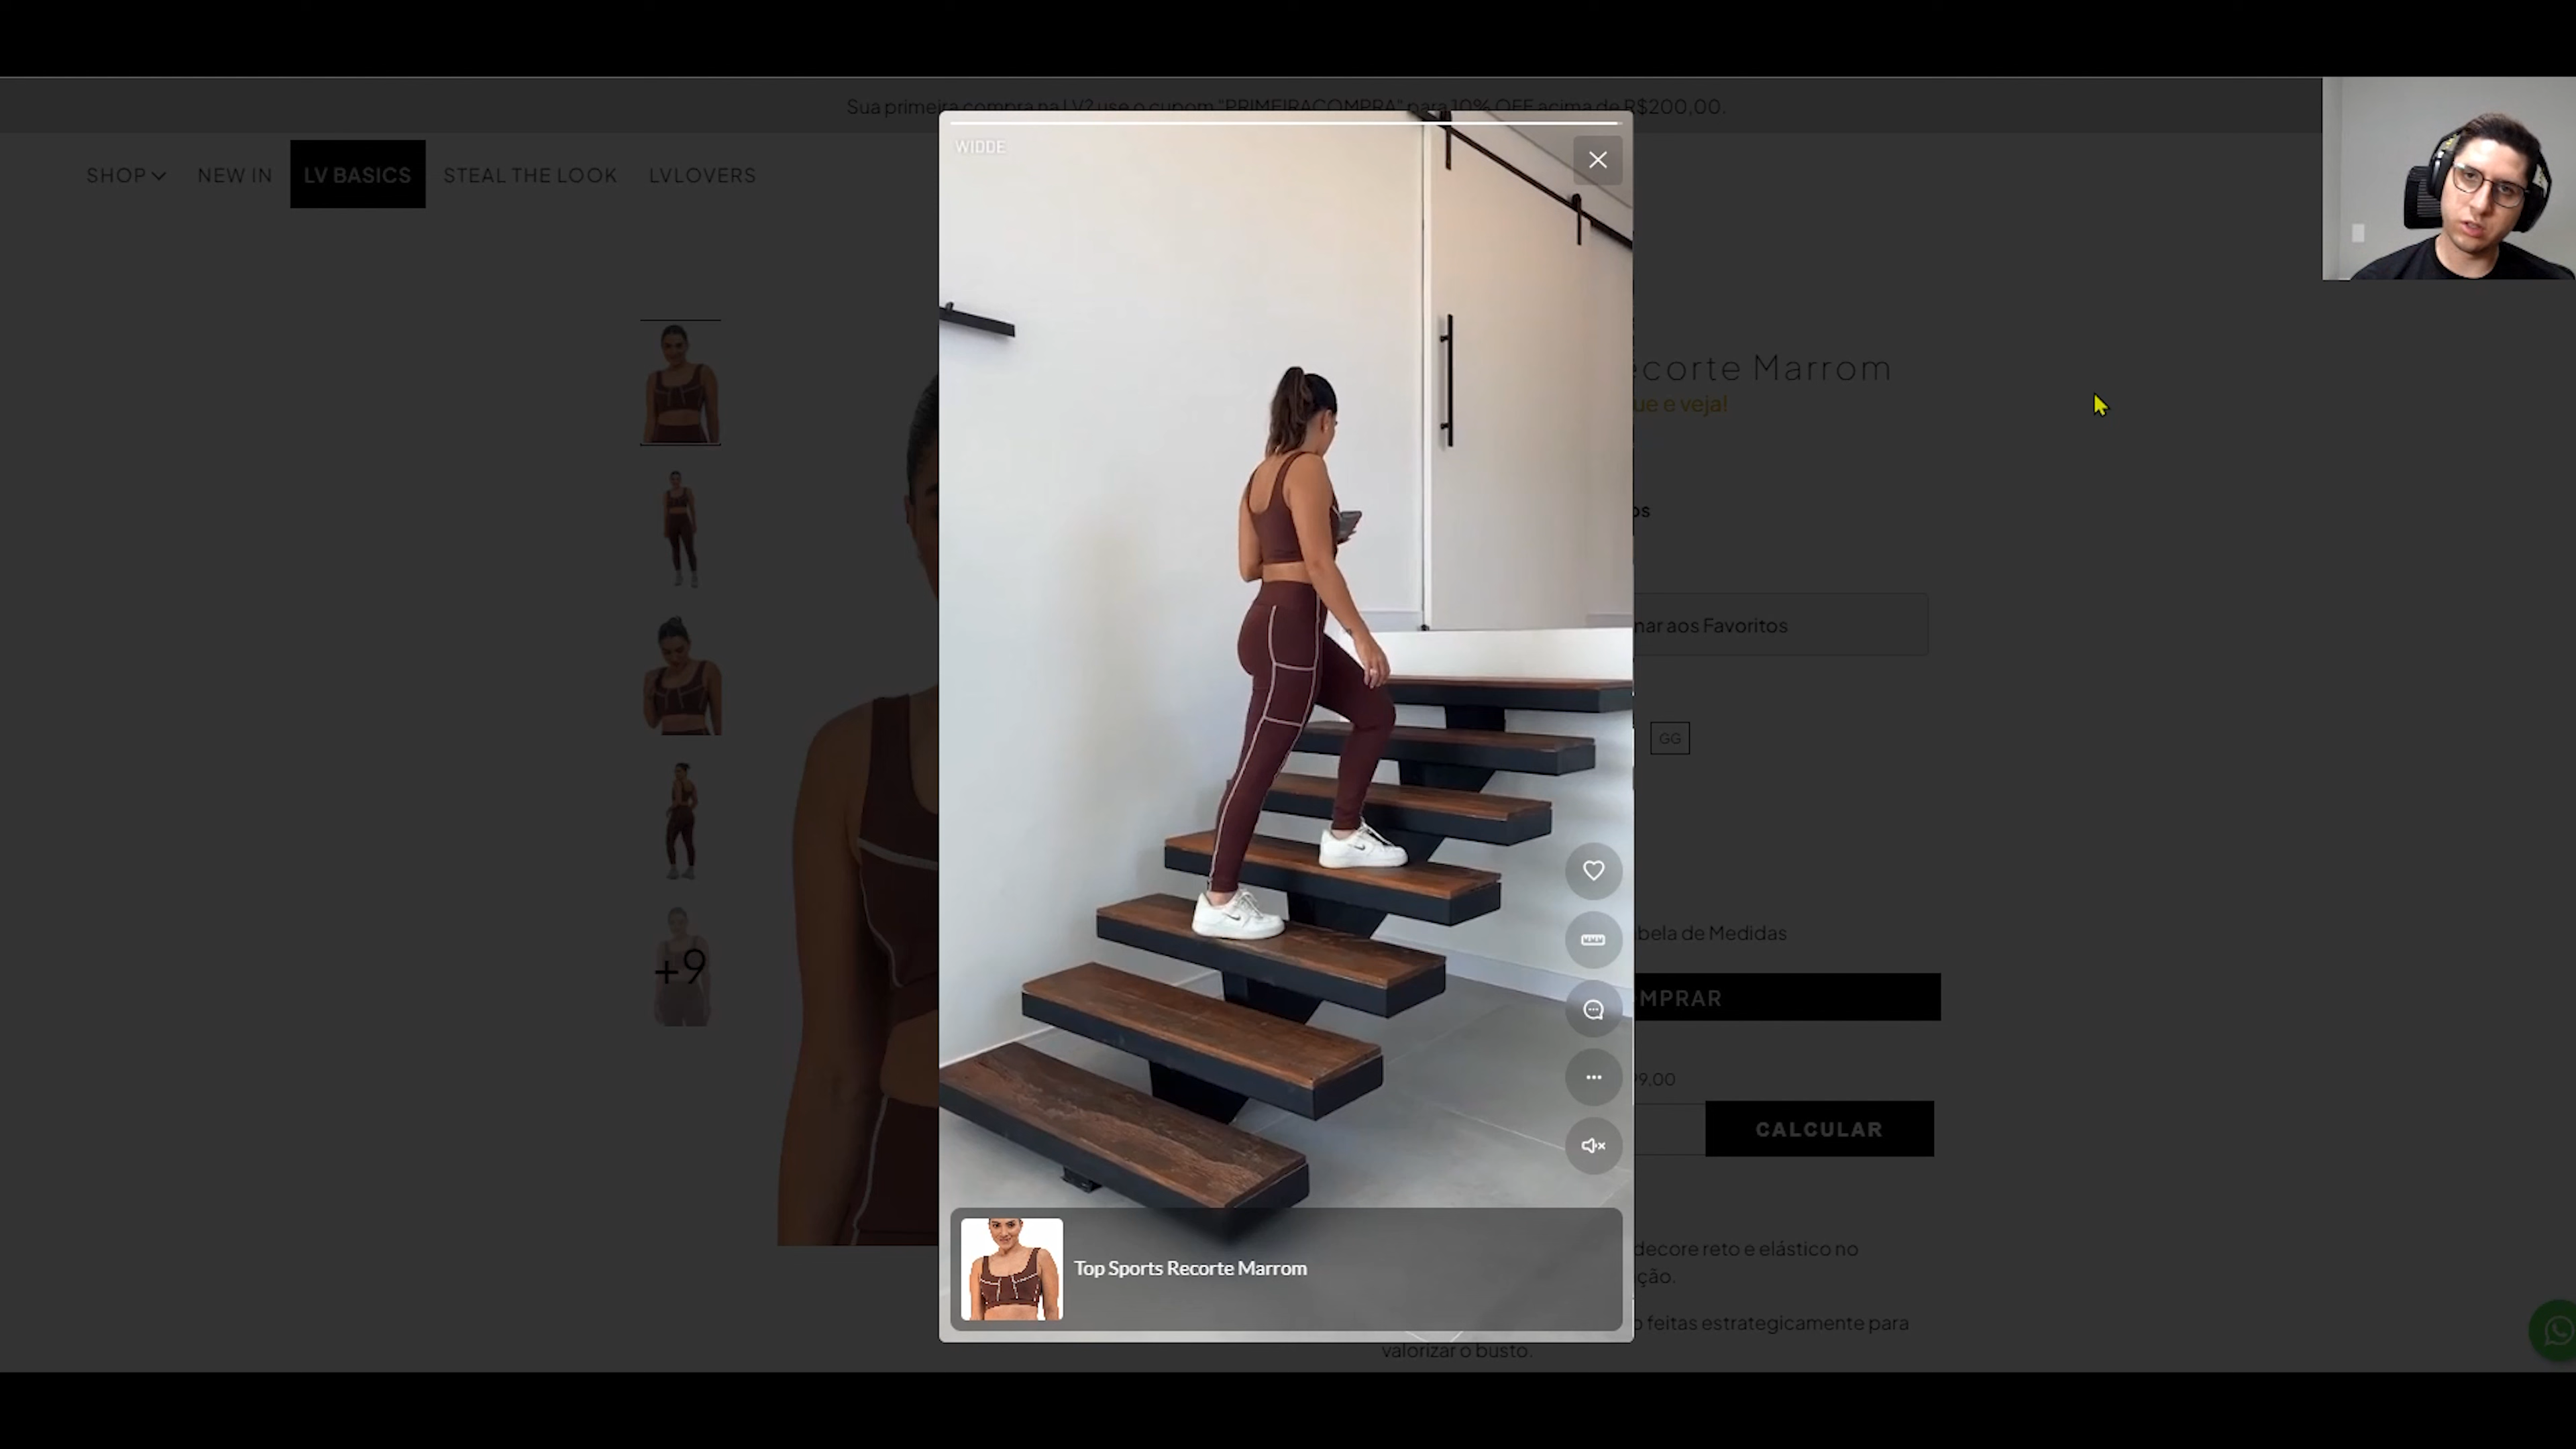 Sua primeira compra na LV? use o cupom "PRIMEIRACOMPRA" para 10% OFF acima de R$200,00.
WIDDE
SHOP
NEW IN
LV BASICS
STEAL THE LOOK
LVLOVERS
ecorte Marrom
ue e veja!
os
nar aos Favoritos
GG
+9
bela de Medidas
MPRAR
9,00
CALCULAR
decore reto e elástico no
ção.
Top Sports Recorte Marrom
o feitas estrategicamente para
valorizar o busto.